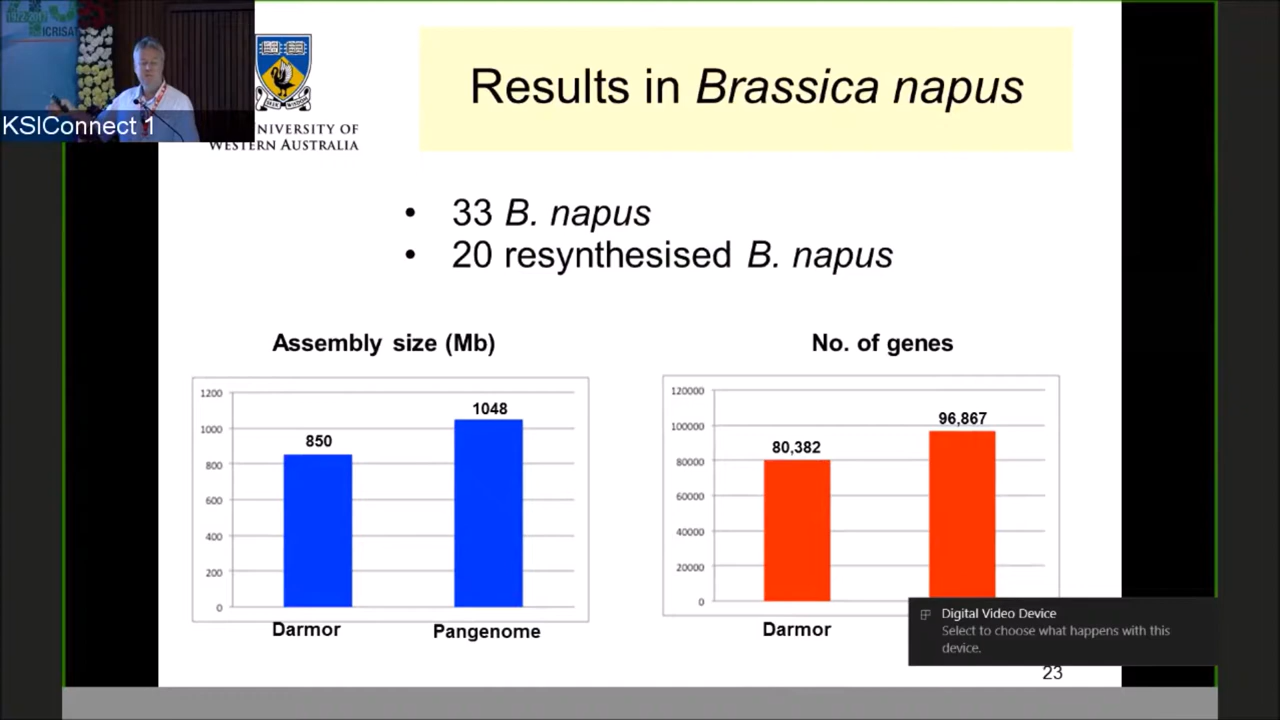 ICRISAT
KSIConnect 1
UNIVERSITY OF
WESTERN AUSTRALIA
Results in Brassica napus
• 33 B. napus
• 20 resynthesised B. napus
Assembly size (Mb)
1200
1000
800
600
400
200
0
850
1048
Darmor
Pangenome
No. of genes
120000
100000
80000
60000
40000
20000
0
80,382
96,867
Darmor
Digital Video Device
Select to choose what happens with this
device.
23